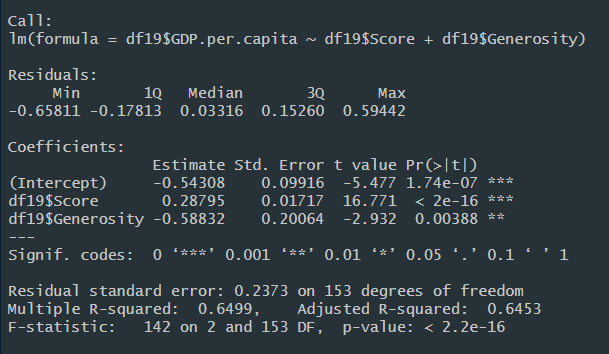 Call:
lm(formula = df19$GDP.per.capita ~ df19$Score + df19$Generosity)
Residuals:
Min 1Q Median 3Q Max
-0.65811 -0.17813 0.03316 0.15260 0.59442
Coefficients:
Estimate Std. Error t value Pr(>|t|)
(Intercept) -0.54308 0.09916 -5.477 1.74e-07 ***
df19$Score 0.28795 0.01717 16.771 < 2e-16 ***
df19$Generosity -0.58832 0.20064 -2.932 0.00388 **
---
Signif. codes: 0 ‘***’ 0.001 ‘**’ 0.01 ‘*’ 0.05 ‘.’ 0.1 ‘ ’ 1
Residual standard error: 0.2373 on 153 degrees of freedom
Multiple R-squared: 0.6499, Adjusted R-squared: 0.6453
F-statistic: 142 on 2 and 153 DF, p-value: < 2.2e-16